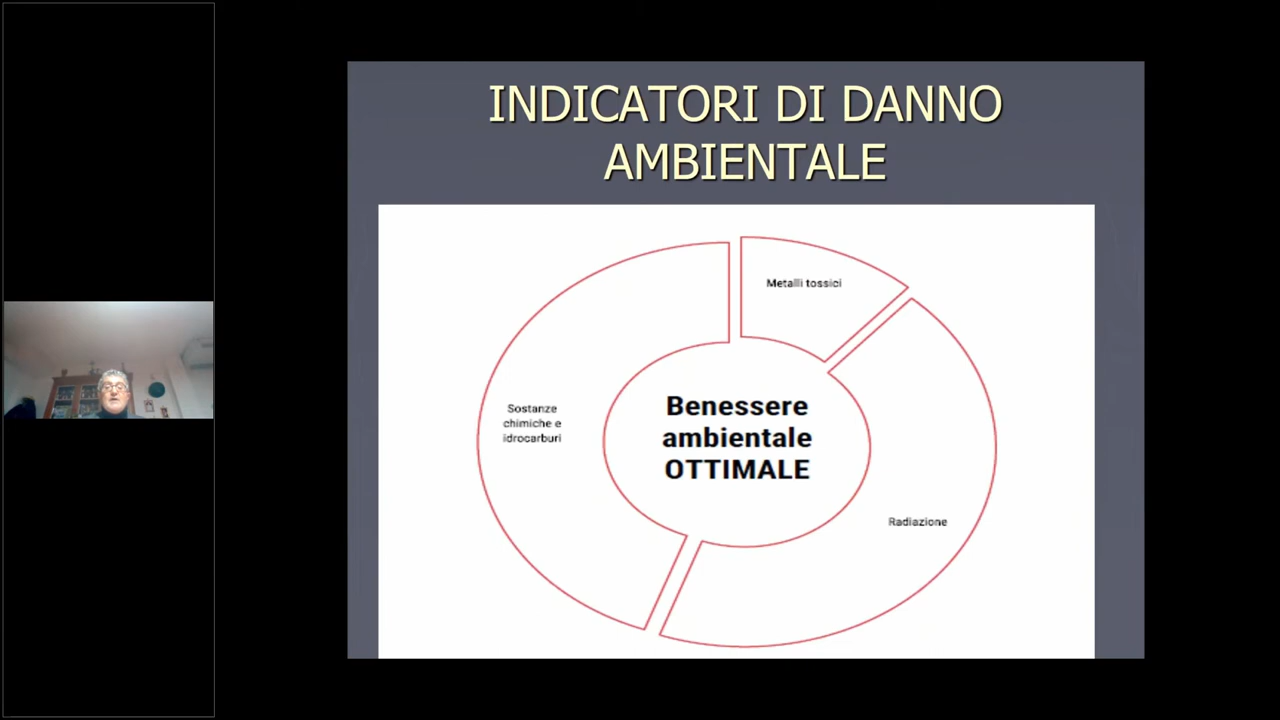 INDICATORI DI DANNO
AMBIENTALE
Metalli tossici
Sostanze
chimiche e
idrocarburi
Benessere
ambientale
OTTIMALE
Radiazione